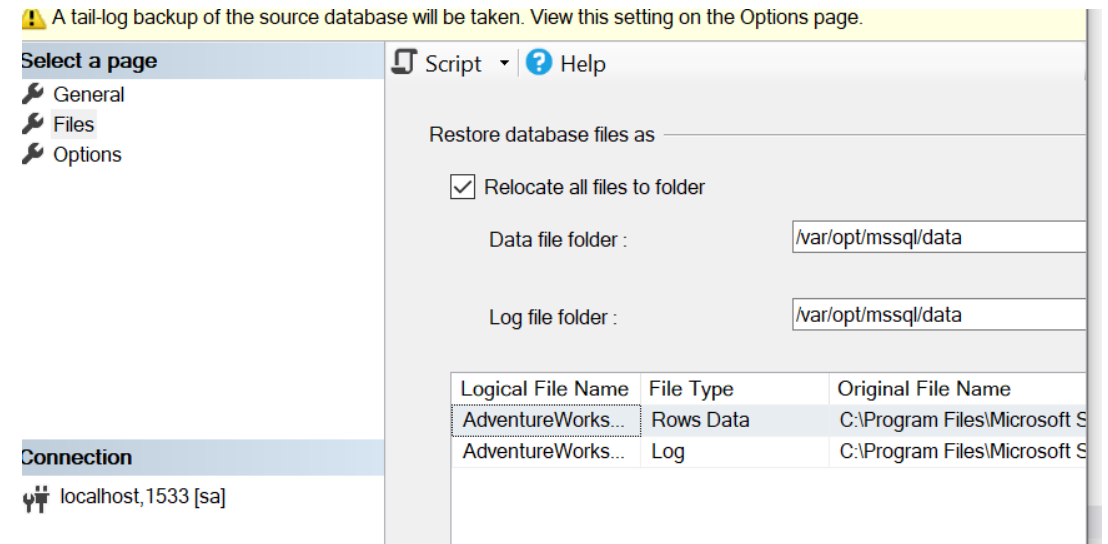 A tail-log backup of the source database will be taken. View this setting on the Options page.
Select a page
General
Files
Options
Script Help
Restore database files as
Relocate all files to folder
Data file folder : /var/opt/mssql/data
Log file folder : /var/opt/mssql/data
Logical File Name File Type Original File Name
AdventureWorks... Rows Data C:\Program Files\Microsoft S
AdventureWorks... Log C:\Program Files\Microsoft S
Connection
localhost,1533 [sa]